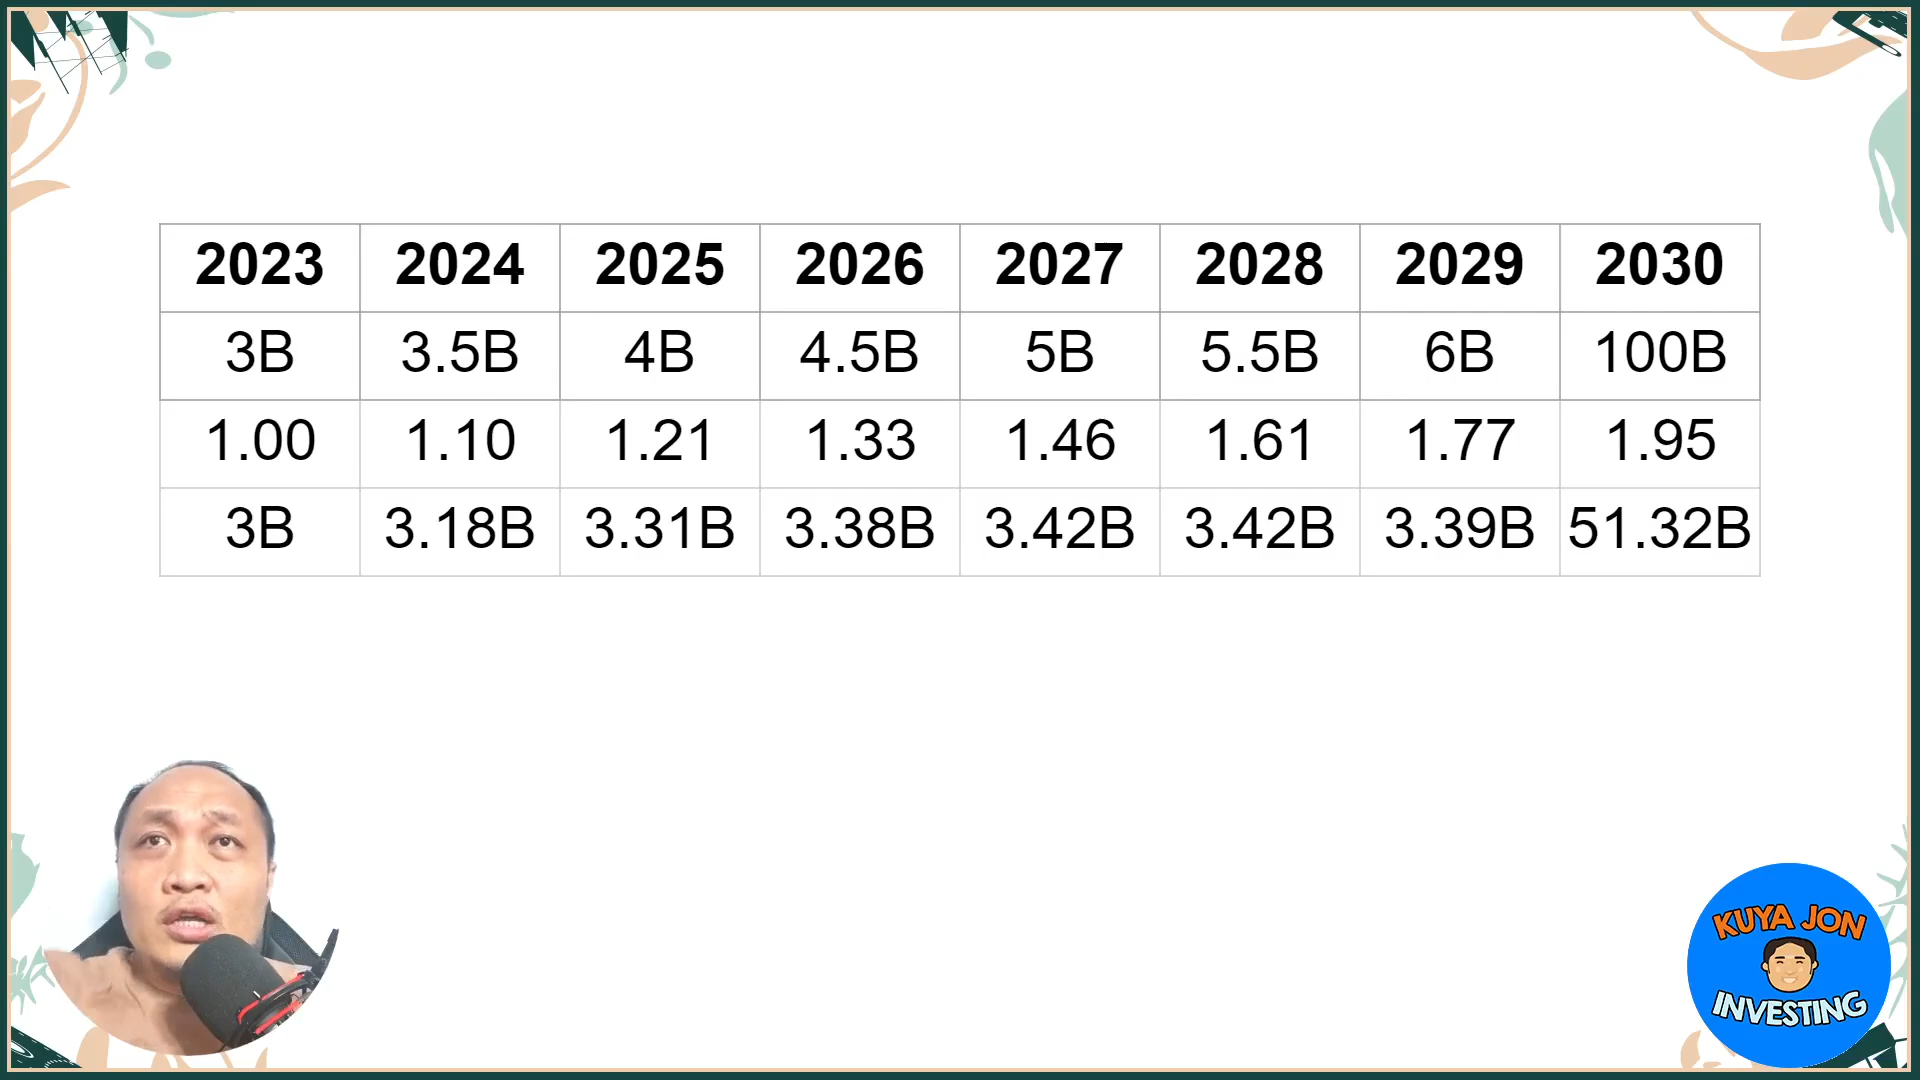 2023 2024 2025 2026 2027 2028 2029 2030
3B 3.5B 4B 4.5B 5B 5.5B 6B 100B
1.00 1.10 1.21 1.33 1.46 1.61 1.77 1.95
3B 3.18B 3.31B 3.38B 3.42B 3.42B 3.39B 51.32B
KUYA JON
INVESTING